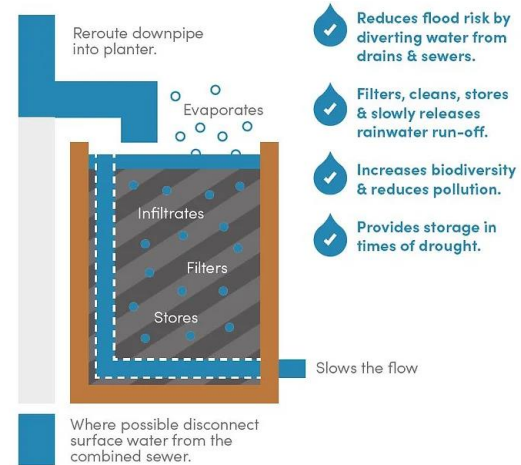 Reroute downpipe
into planter.
Evaporates
Infiltrates
Filters
Stores
Slows the flow
Where possible disconnect
surface water from the
combined sewer.
Reduces flood risk by
diverting water from
drains & sewers.
Filters, cleans, stores
& slowly releases
rainwater run-off.
Increases biodiversity
& reduces pollution.
Provides storage in
times of drought.